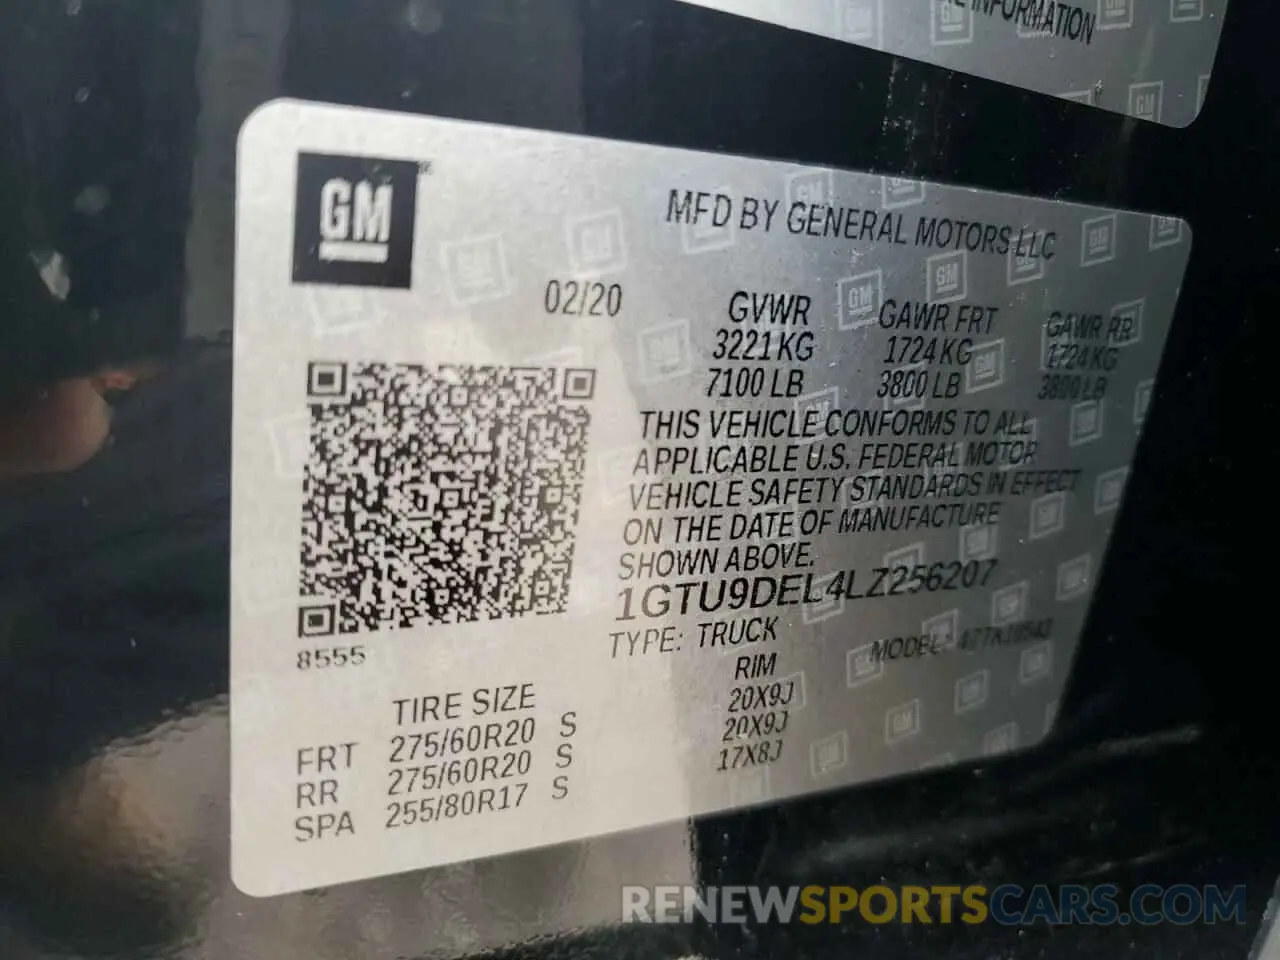 INFORMATION
GM
MFD BY GENERAL MOTORS LLC
02/20
GVWR GAWR FRT GAWR RR
3221 KG 1724 KG 1724 KG
7100 LB 3800 LB 3800 LB
THIS VEHICLE CONFORMS TO ALL
APPLICABLE U.S. FEDERAL MOTOR
VEHICLE SAFETY STANDARDS IN EFFECT
ON THE DATE OF MANUFACTURE
SHOWN ABOVE.
1GTU9DEL4LZ256207
TYPE: TRUCK MODEL:
8555
TIRE SIZE RIM
FRT 275/60R20 S 20X9J
RR 275/60R20 S 20X9J
SPA 255/80R17 S 17X8J
RENEWSPORTSCARS.COM